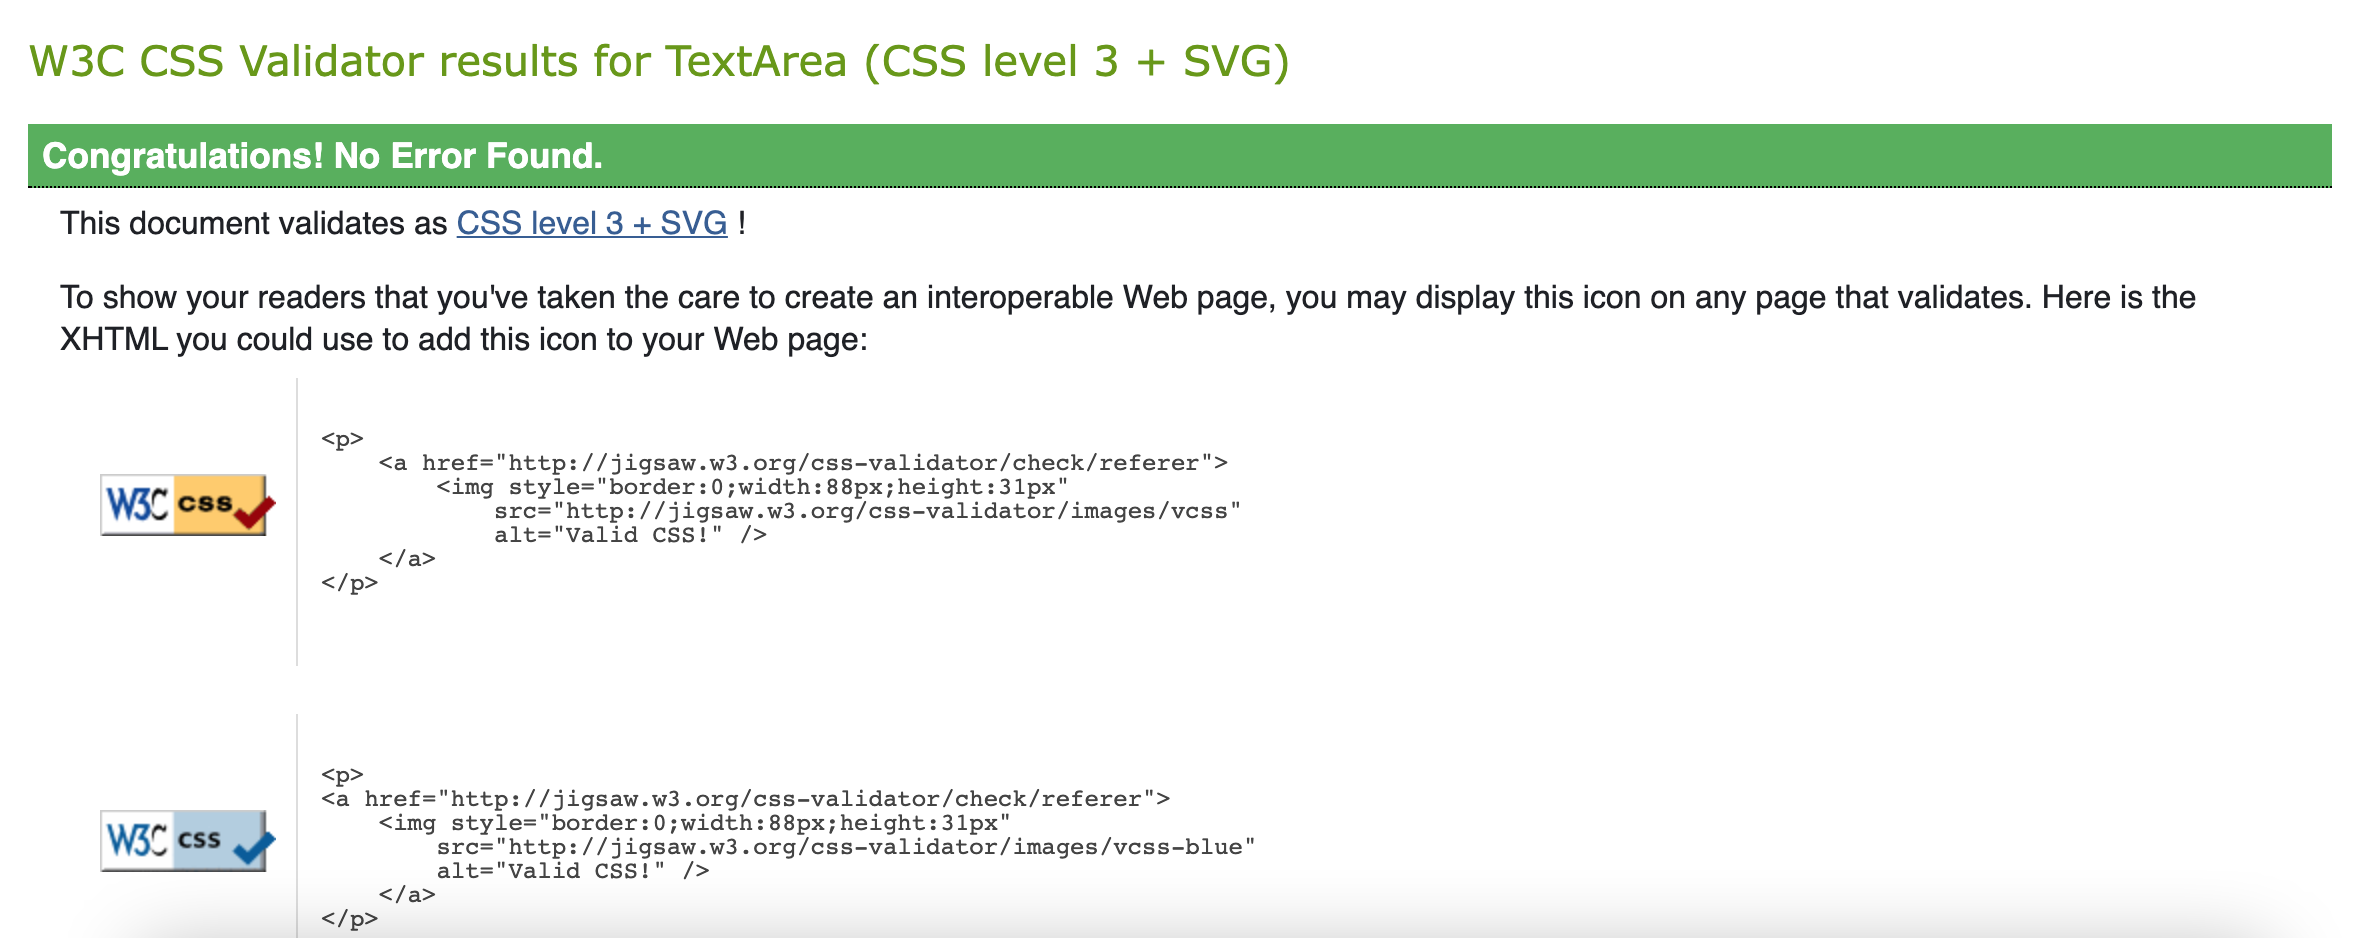 W3C CSS Validator results for TextArea (CSS level 3 + SVG)
Congratulations! No Error Found.
This document validates as CSS level 3 + SVG !
To show your readers that you've taken the care to create an interoperable Web page, you may display this icon on any page that validates. Here is the
XHTML you could use to add this icon to your Web page:
W3C css
<p>
    <a href="http://jigsaw.w3.org/css-validator/check/referer">
        <img style="border:0;width:88px;height:31px"
            src="http://jigsaw.w3.org/css-validator/images/vcss"
            alt="Valid CSS!" />
    </a>
</p>
W3C css
<p>
<a href="http://jigsaw.w3.org/css-validator/check/referer">
    <img style="border:0;width:88px;height:31px"
        src="http://jigsaw.w3.org/css-validator/images/vcss-blue"
        alt="Valid CSS!" />
    </a>
</p>